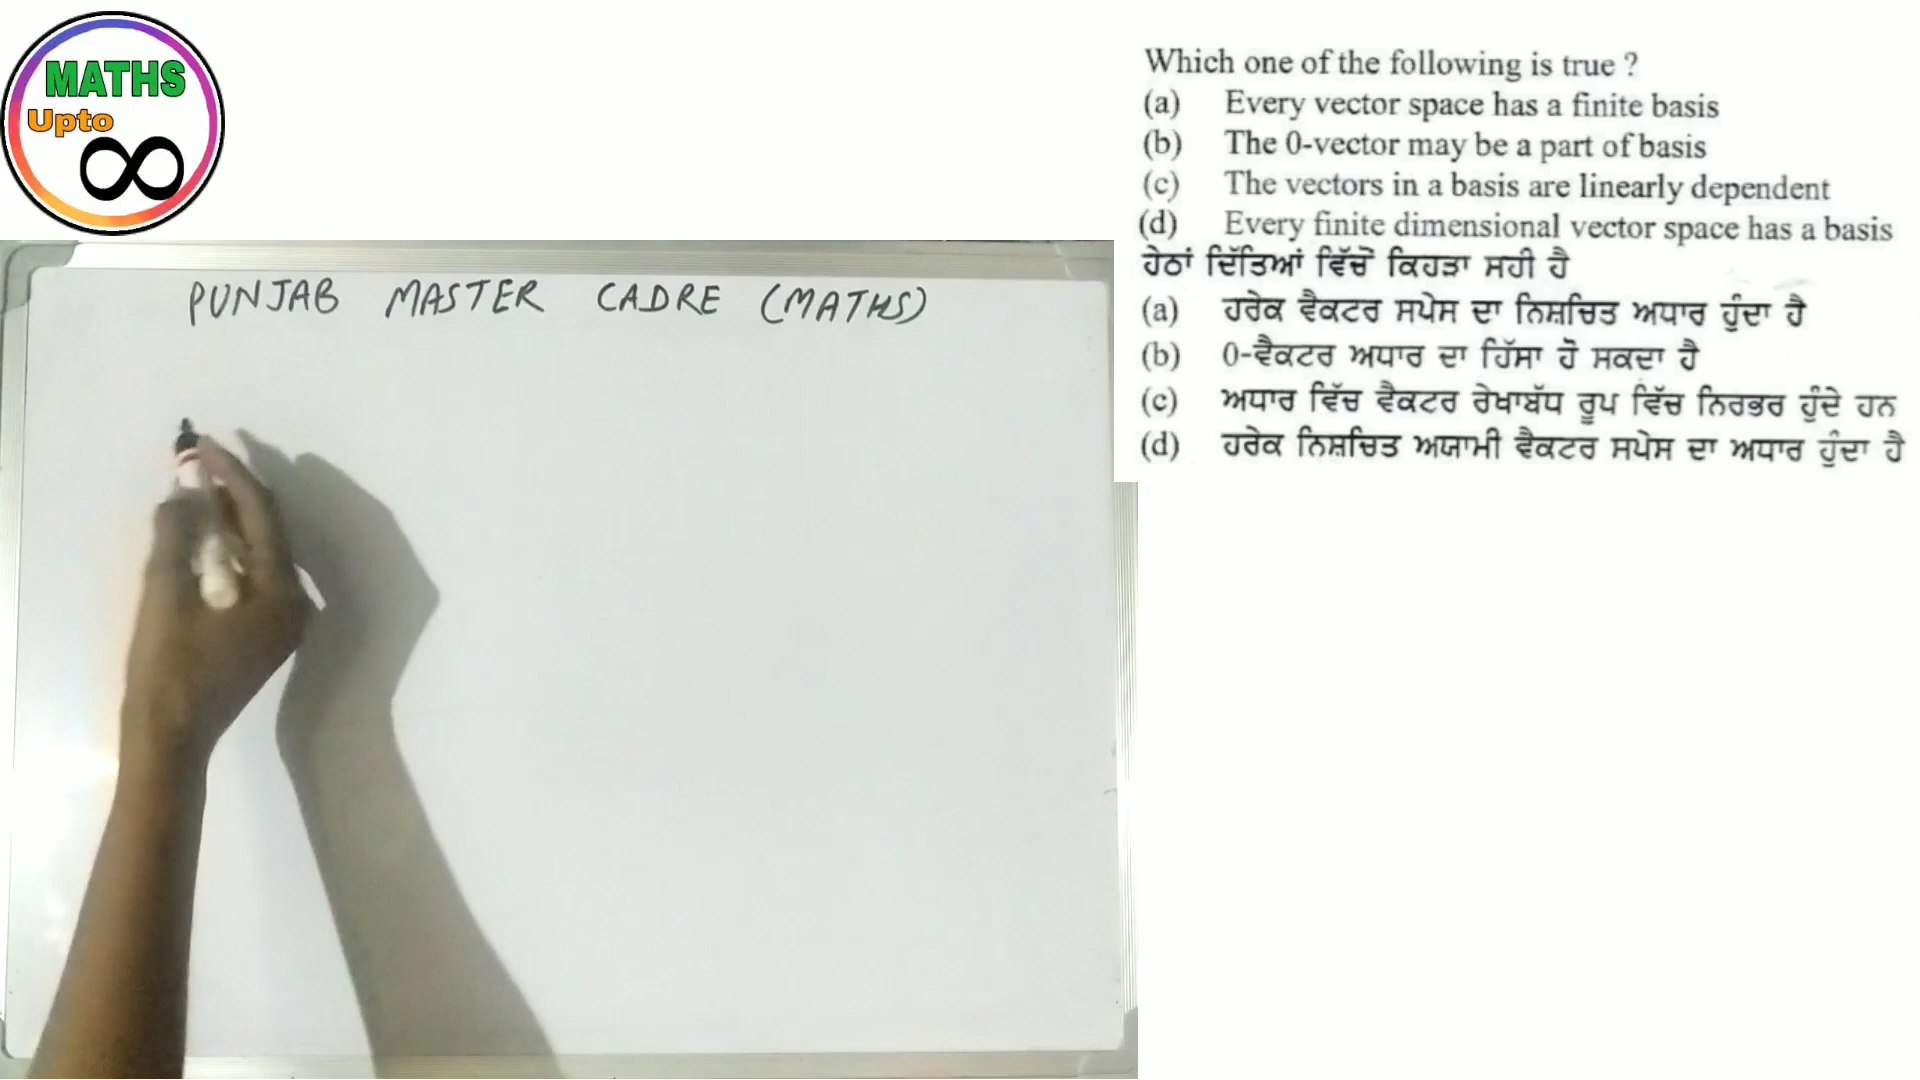 MATHS
Upto
∞
PUNJAB MASTER CADRE (MATHS)
Which one of the following is true ?
(a) Every vector space has a finite basis
(b) The 0-vector may be a part of basis
(c) The vectors in a basis are linearly dependent
(d) Every finite dimensional vector space has a basis
ਹੇਠਾਂ ਦਿੱਤਿਆਂ ਵਿੱਚੋਂ ਕਿਹੜਾ ਸਹੀ ਹੈ
(a) ਹਰੇਕ ਵੈਕਟਰ ਸਪੇਸ ਦਾ ਨਿਸ਼ਚਿਤ ਅਧਾਰ ਹੁੰਦਾ ਹੈ
(b) 0-ਵੈਕਟਰ ਅਧਾਰ ਦਾ ਹਿੱਸਾ ਹੋ ਸਕਦਾ ਹੈ
(c) ਅਧਾਰ ਵਿੱਚ ਵੈਕਟਰ ਰੇਖਾਬੱਧ ਰੂਪ ਵਿੱਚ ਨਿਰਭਰ ਹੁੰਦੇ ਹਨ
(d) ਹਰੇਕ ਨਿਸ਼ਚਿਤ ਅਯਾਮੀ ਵੈਕਟਰ ਸਪੇਸ ਦਾ ਅਧਾਰ ਹੁੰਦਾ ਹੈ